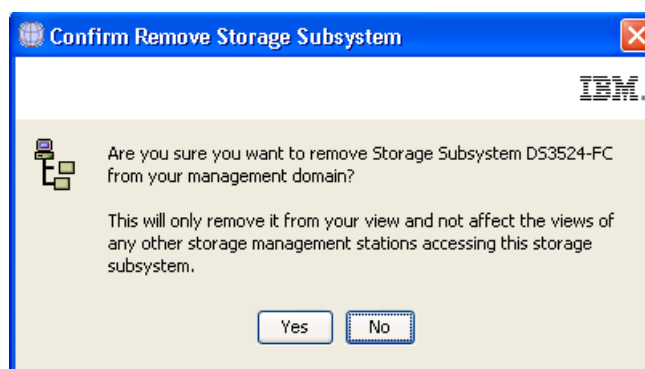 Confirm Remove Storage Subsystem
IBM.
Are you sure you want to remove Storage Subsystem DS3524-FC
from your management domain?
This will only remove it from your view and not affect the views of
any other storage management stations accessing this storage
subsystem.
Yes No